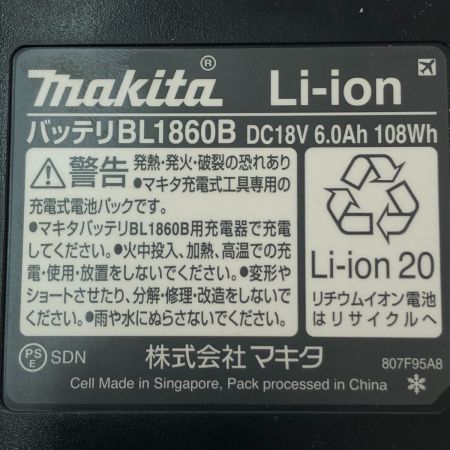 makita® Li-ion
バッテリBL1860B DC18V 6.0Ah 108Wh
警告 発熱・発火・破裂の恐れあり
●マキタ充電式工具専用の
充電式電池パックです。
●マキタバッテリBL1860B用充電器で充電
してください。●火中投入、加熱、高温での充
電・使用・放置をしないでください。●変形や
ショートさせたり、分解・修理・改造をしないで
ください。●雨や水にぬらさないでください。
Li-ion 20
リチウムイオン電池
はリサイクルへ
PS
E SDN 株式会社 マキタ 807F95A8
Cell Made in Singapore, Pack processed in China